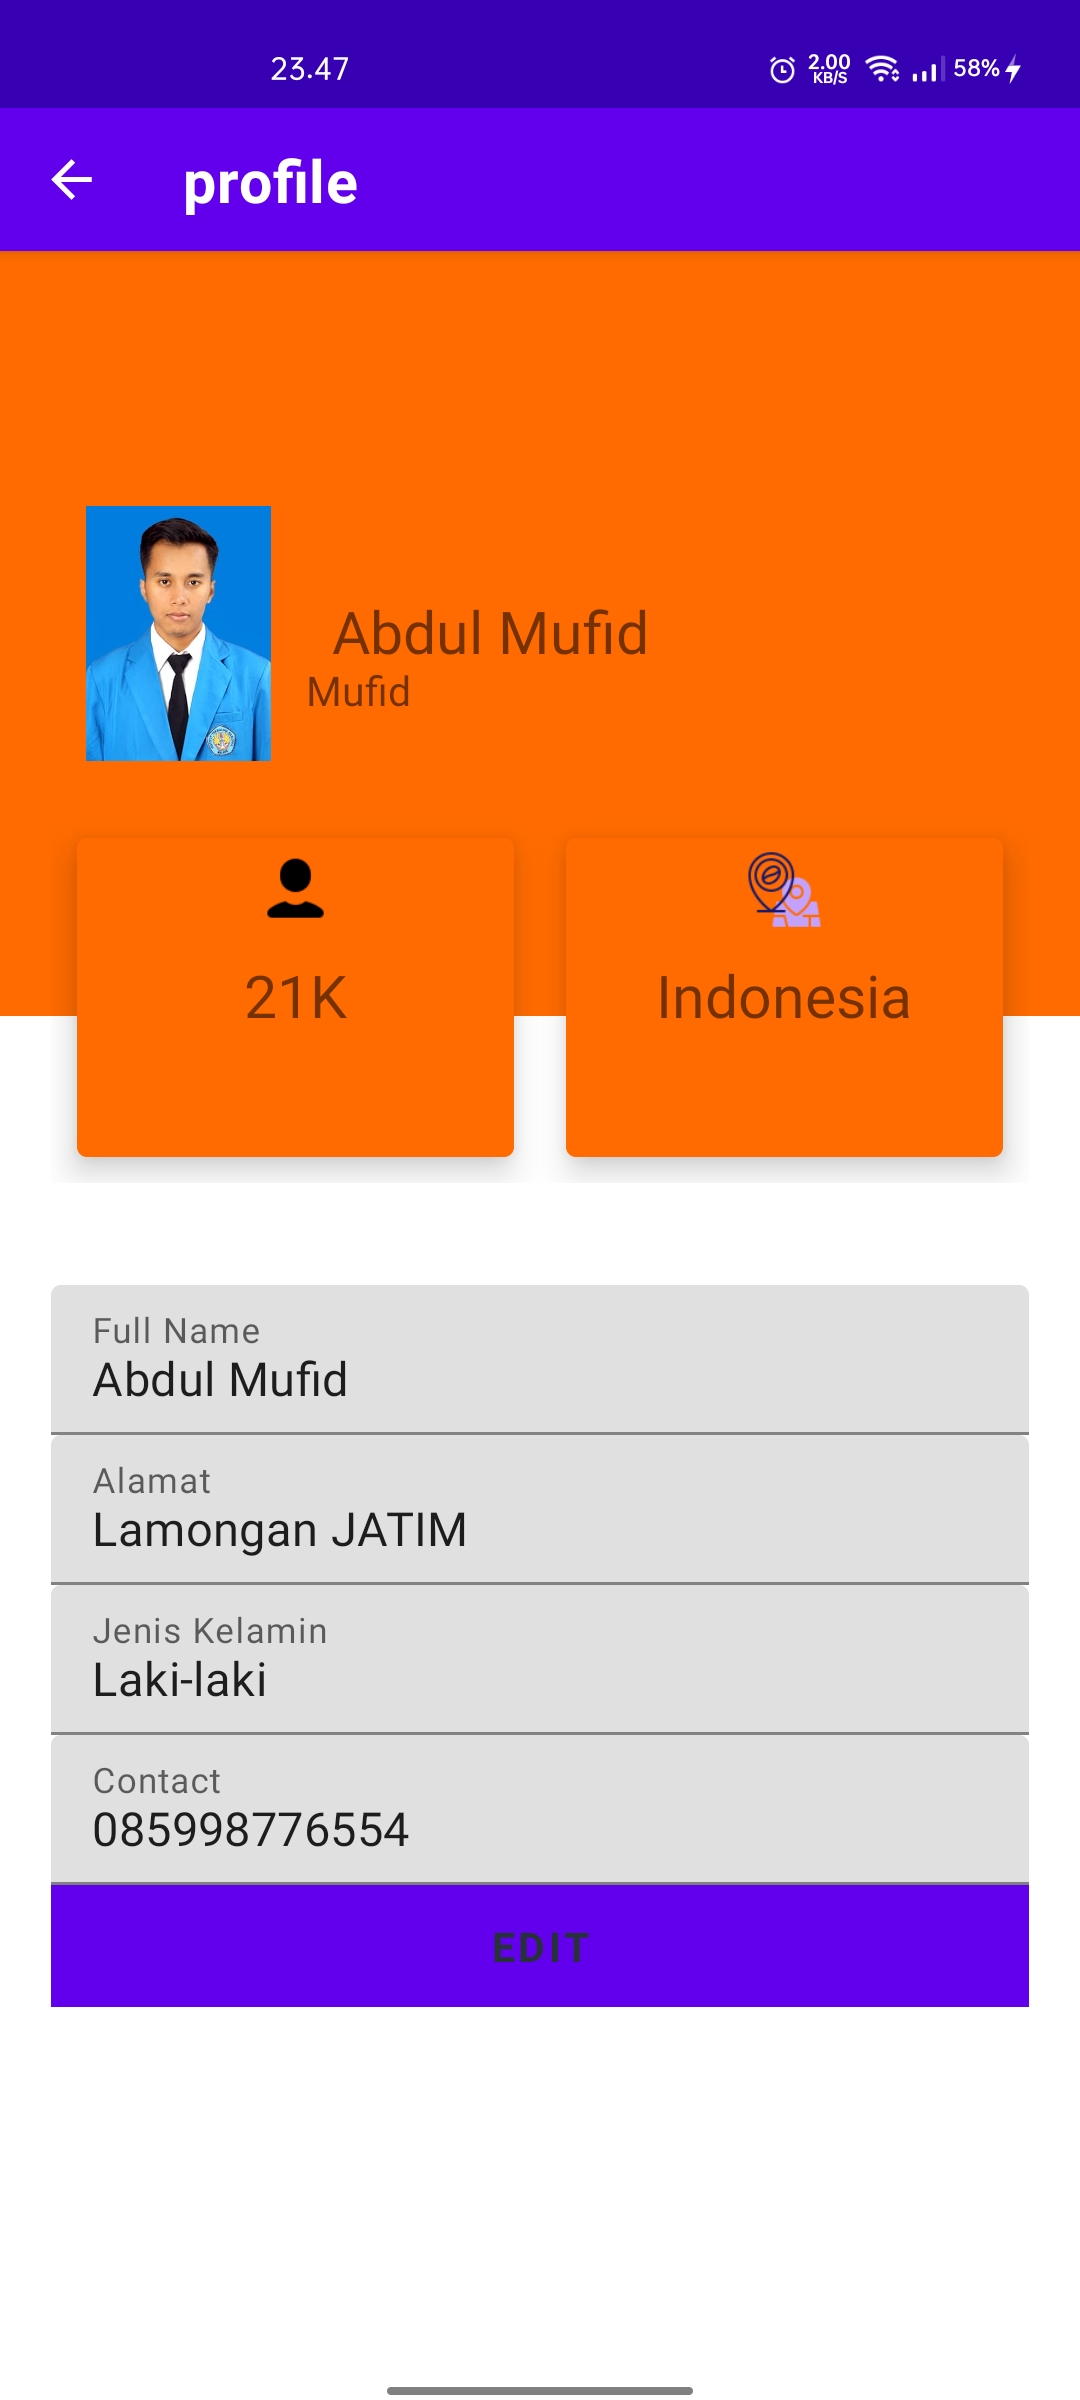 23.47
2.00
KB/S
58%
profile
Abdul Mufid
Mufid
21K
Indonesia
Full Name
Abdul Mufid
Alamat
Lamongan JATIM
Jenis Kelamin
Laki-laki
Contact
085998776554
EDIT